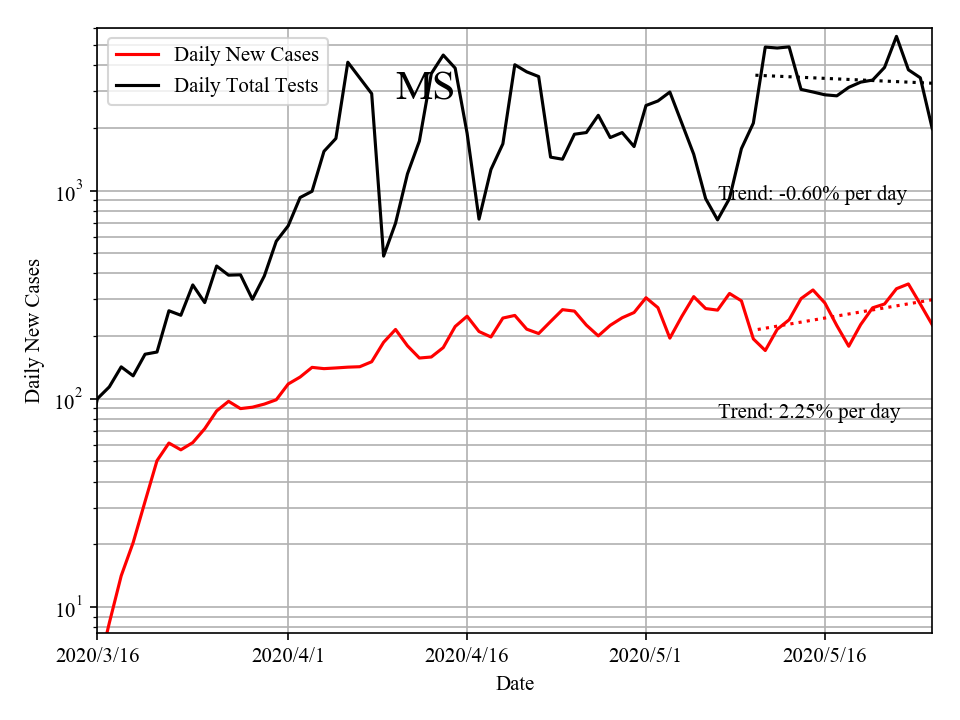 Daily New Cases
Daily Total Tests
MS
Trend: -0.60% per day
Trend: 2.25% per day
Daily New Cases
10^3
10^2
10^1
2020/3/16
2020/4/1
2020/4/16
2020/5/1
2020/5/16
Date